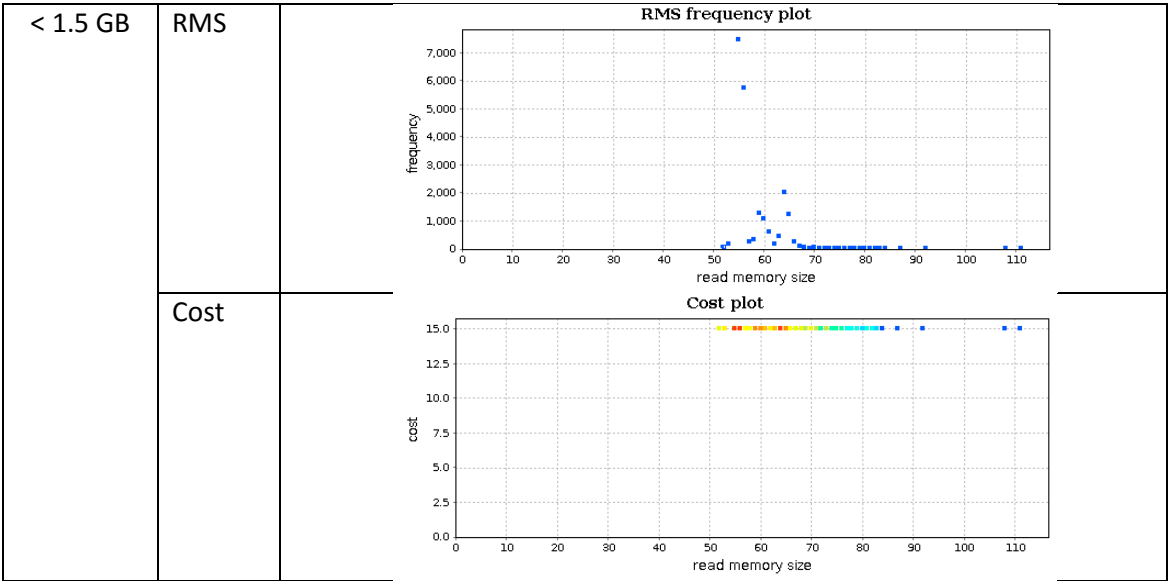 < 1.5 GB
RMS
RMS frequency plot
7,000
6,000
5,000
4,000
3,000
2,000
1,000
0
frequency
0 10 20 30 40 50 60 70 80 90 100 110
read memory size
Cost
Cost plot
15.0
12.5
10.0
7.5
5.0
2.5
0.0
cost
0 10 20 30 40 50 60 70 80 90 100 110
read memory size